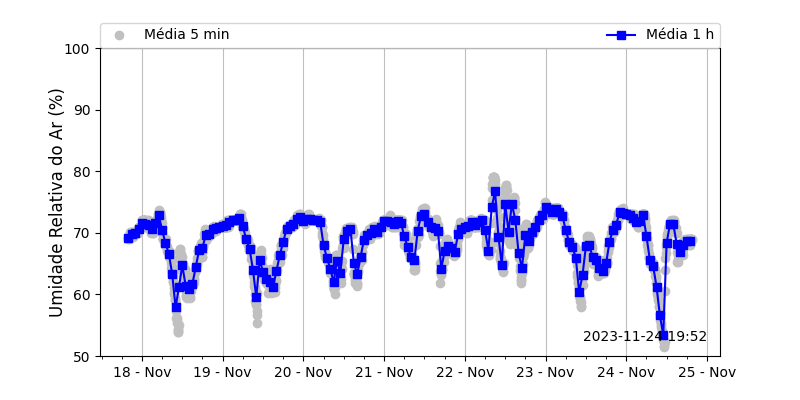 Média 5 min
Média 1 h
Umidade Relativa do Ar (%)
100
90
80
70
60
50
2023-11-24 19:52
18 - Nov
19 - Nov
20 - Nov
21 - Nov
22 - Nov
23 - Nov
24 - Nov
25 - Nov